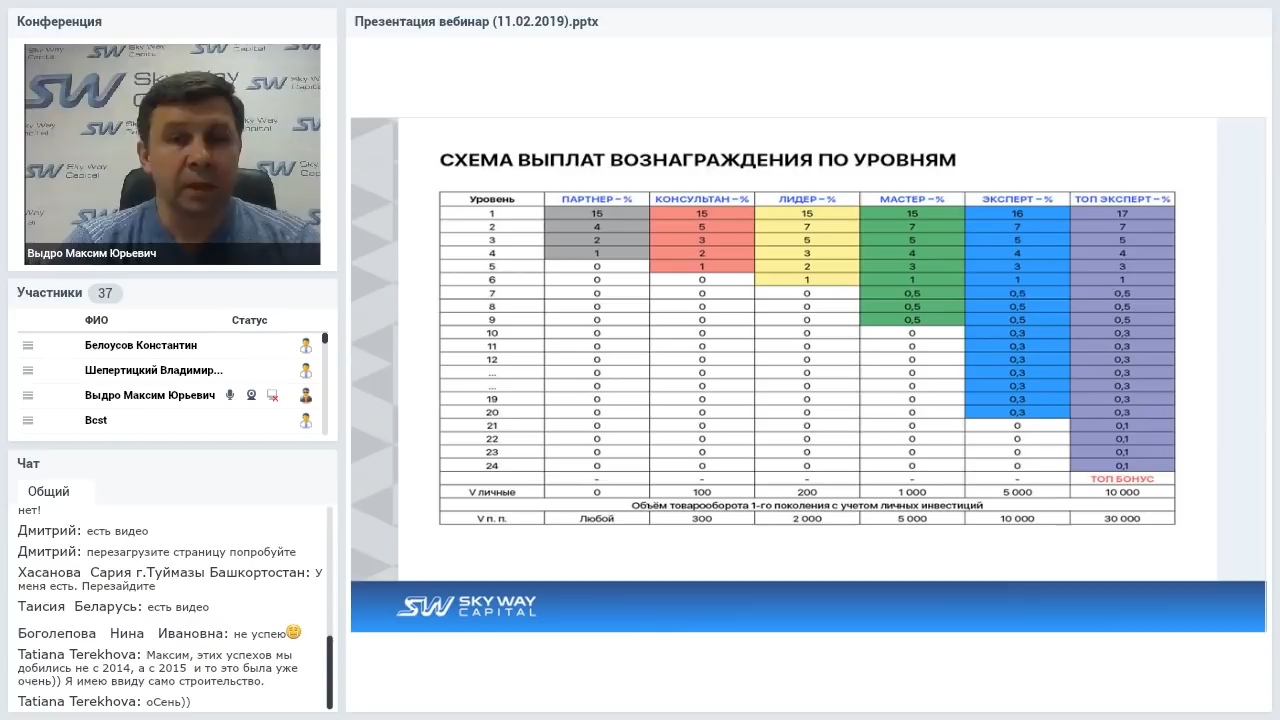 Конференция
SKY WAY CAPITAL
Выдро Максим Юрьевич
Участники 37
ФИО Статус
Белоусов Константин
Шепертицкий Владимир...
Выдро Максим Юрьевич
Bcst
Чат
Общий
нет!
Дмитрий: есть видео
Дмитрий: перезагрузите страницу попробуйте
Хасанова Сария г.Туймазы Башкортостан: У
меня есть. Перезайдите
Таисия Беларусь: есть видео
Боголепова Нина Ивановна: не успею
Tatiana Terekhova: Максим, этих успехов мы
добились не с 2014, а с 2015 и то это была уже
очень)) Я имею ввиду само строительство.
Tatiana Terekhova: оСень))
Презентация вебинар (11.02.2019).pptx
СХЕМА ВЫПЛАТ ВОЗНАГРАЖДЕНИЯ ПО УРОВНЯМ
Уровень ПАРТНЕР – % КОНСУЛЬТАН – % ЛИДЕР – % МАСТЕР – % ЭКСПЕРТ – % ТОП ЭКСПЕРТ – %
1 15 15 15 15 16 17
2 4 5 7 7 7 7
3 2 3 5 5 5 5
4 1 2 3 4 4 4
5 0 1 2 3 3 3
6 0 0 1 1 1 1
7 0 0 0 0,5 0,5 0,5
8 0 0 0 0,5 0,5 0,5
9 0 0 0 0,5 0,5 0,5
10 0 0 0 0 0,3 0,3
11 0 0 0 0 0,3 0,3
12 0 0 0 0 0,3 0,3
... 0 0 0 0 0,3 0,3
... 0 0 0 0 0,3 0,3
19 0 0 0 0 0,3 0,3
20 0 0 0 0 0,3 0,3
21 0 0 0 0 0 0,1
22 0 0 0 0 0 0,1
23 0 0 0 0 0 0,1
24 0 0 0 0 0 0,1
- - - - - ТОП БОНУС
V личные 0 100 200 1 000 5 000 10 000
Объём товарооборота 1-го поколения с учетом личных инвестиций
V п. п. Любой 300 2 000 5 000 10 000 30 000
SW SKY WAY
CAPITAL